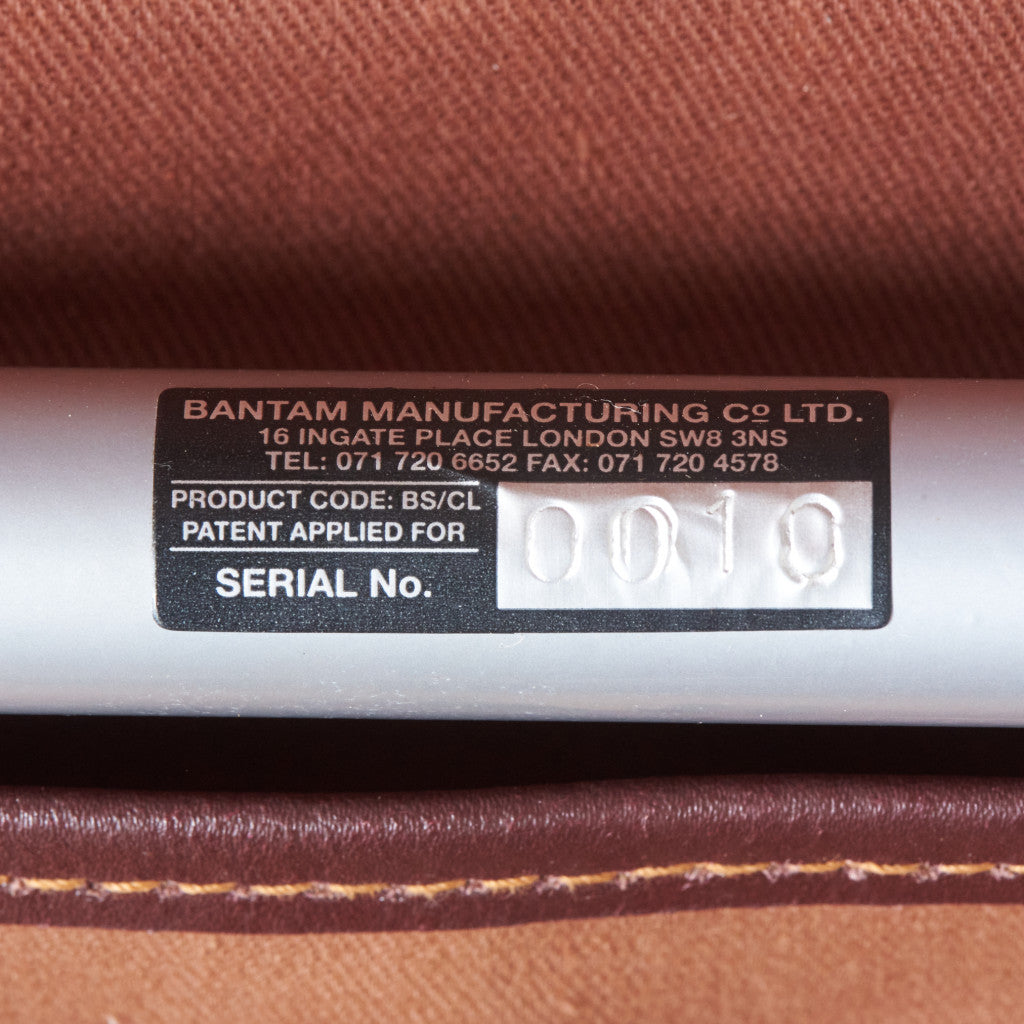 BANTAM MANUFACTURING Cº LTD.
16 INGATE PLACE LONDON SW8 3NS
TEL: 071 720 6652 FAX: 071 720 4578
PRODUCT CODE: BS/CL
PATENT APPLIED FOR
SERIAL No. 0010